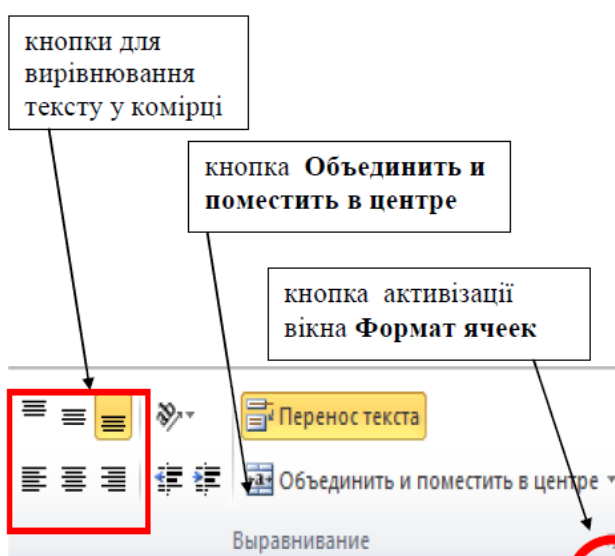 кнопки для
вирівнювання
тексту у комірці
кнопка Объединить и
поместить в центре
кнопка активізації
вікна Формат ячеек
Перенос текста
Объединить и поместить в центре
Выравнивание